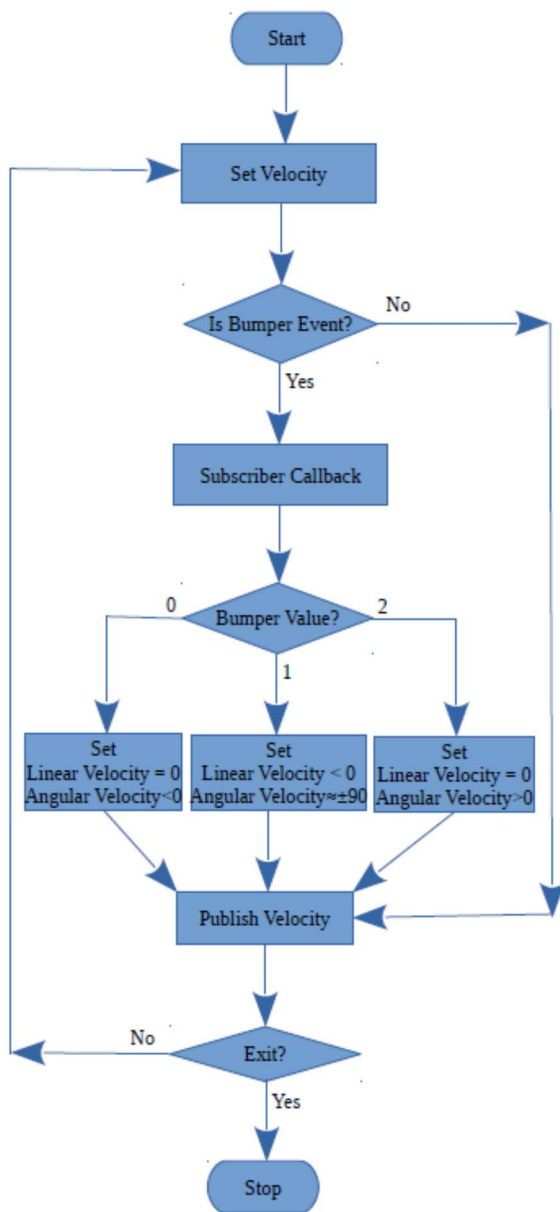 Start
Set Velocity
Is Bumper Event?
No
Yes
Subscriber Callback
Bumper Value?
0
2
1
Set
Linear Velocity = 0
Angular Velocity<0
Set
Linear Velocity < 0
Angular Velocity≈±90
Set
Linear Velocity = 0
Angular Velocity>0
Publish Velocity
No
Exit?
Yes
Stop